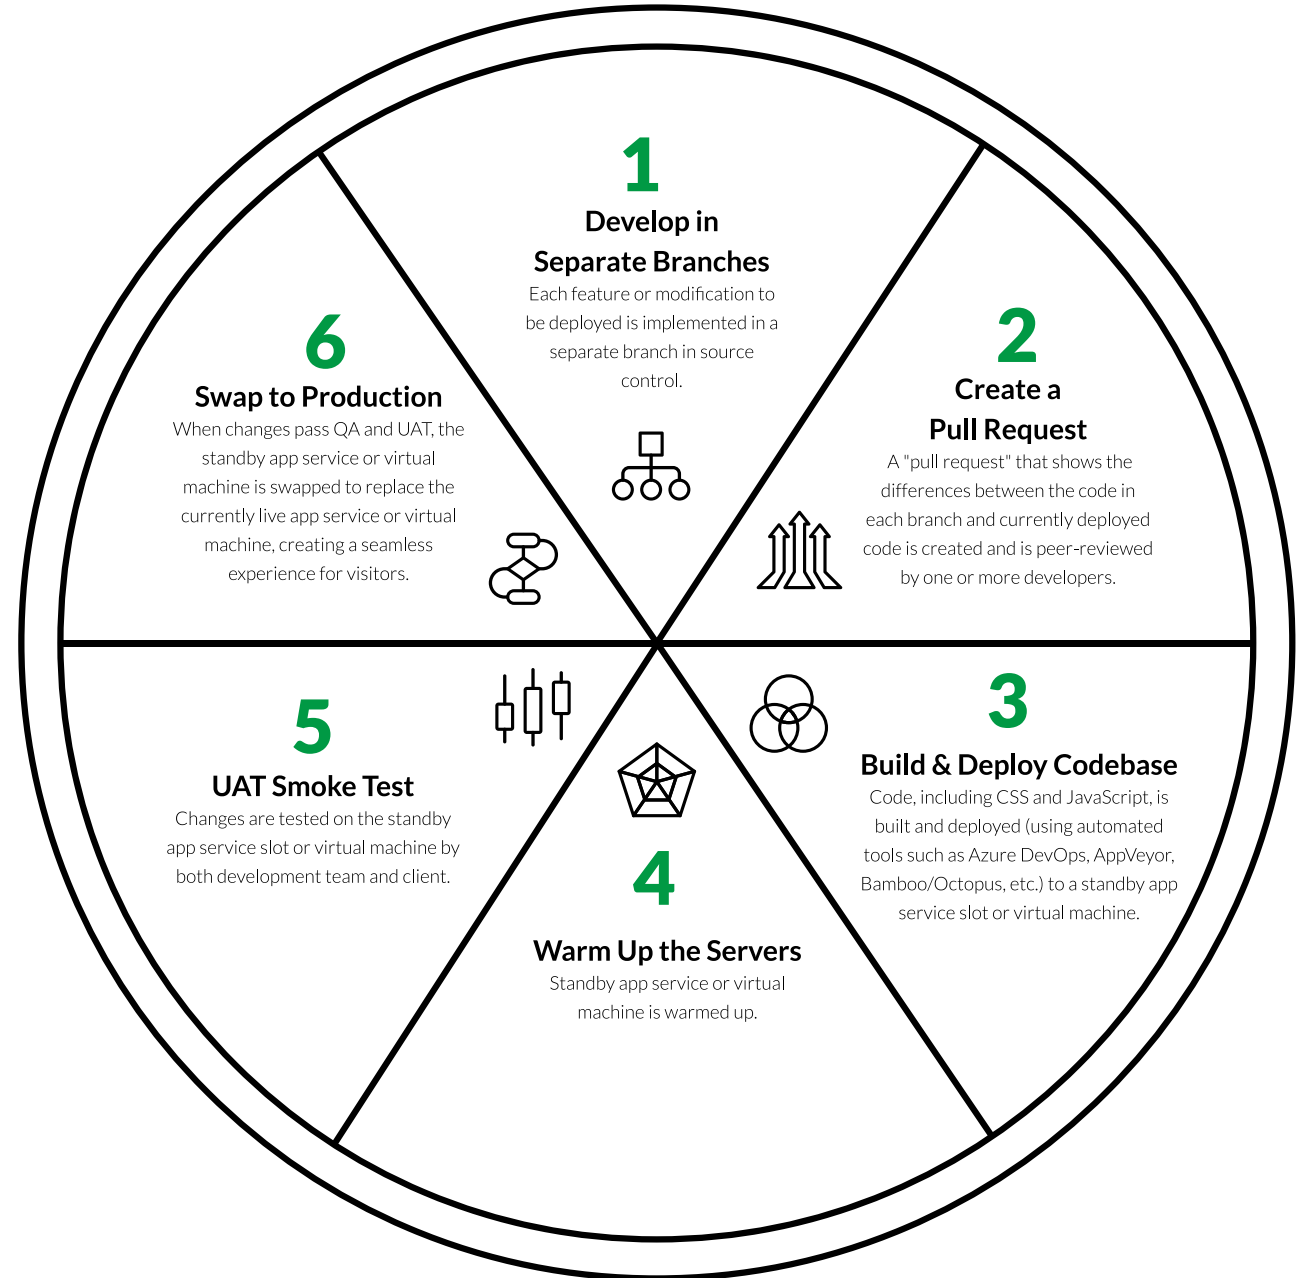 1
Develop in
Separate Branches
Each feature or modification to
be deployed is implemented in a
separate branch in source
control.
2
Create a
Pull Request
A "pull request" that shows the
differences between the code in
each branch and currently deployed
code is created and is peer-reviewed
by one or more developers.
3
Build & Deploy Codebase
Code, including CSS and JavaScript, is
built and deployed (using automated
tools such as Azure DevOps, AppVeyor,
Bamboo/Octopus, etc.) to a standby app
service slot or virtual machine.
4
Warm Up the Servers
Standby app service or virtual
machine is warmed up.
5
UAT Smoke Test
Changes are tested on the standby
app service slot or virtual machine by
both development team and client.
6
Swap to Production
When changes pass QA and UAT, the
standby app service or virtual
machine is swapped to replace the
currently live app service or virtual
machine, creating a seamless
experience for visitors.